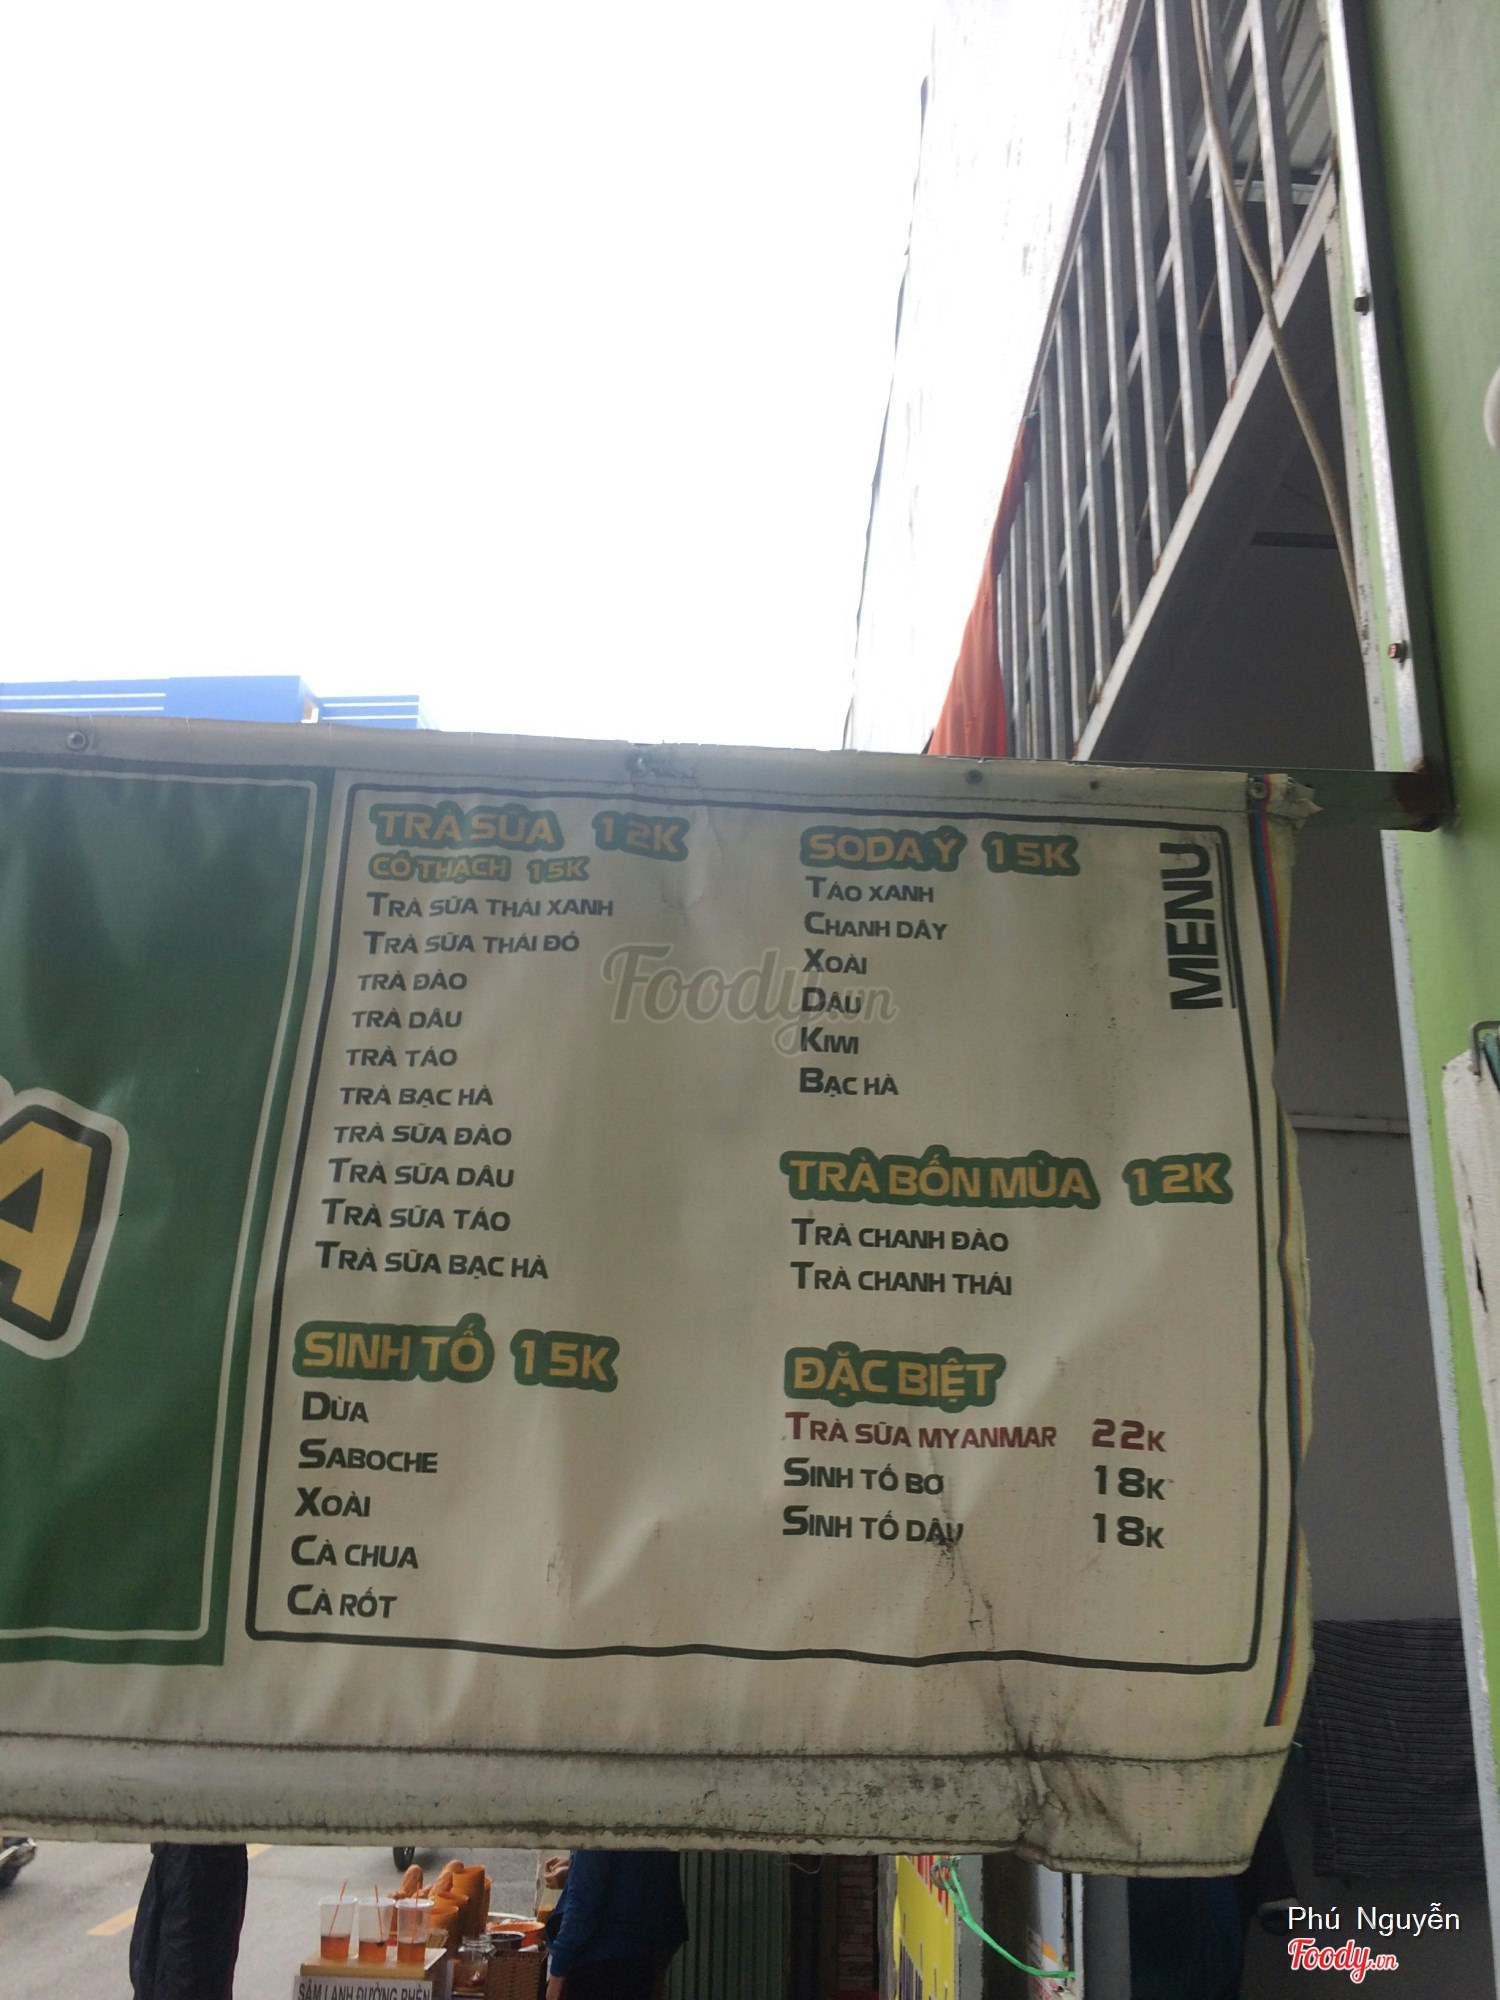 A
TRÀ SỮA 12K
CÓ THẠCH 15K
TRÀ SỮA THÁI XANH
TRÀ SỮA THÁI ĐỎ
TRÀ ĐÀO
TRÀ DÂU
TRÀ TÁO
TRÀ BẠC HÀ
TRÀ SỮA ĐÀO
TRÀ SỮA DÂU
TRÀ SỮA TÁO
TRÀ SỮA BẠC HÀ
SINH TỐ 15K
DỪA
SABOCHE
XOÀI
CÀ CHUA
CÀ RỐT
SODA Ý 15K
TÁO XANH
CHANH DÂY
XOÀI
DÂU
KIWI
BẠC HÀ
TRÀ BỐN MÙA 12K
TRÀ CHANH ĐÀO
TRÀ CHANH THÁI
ĐẶC BIỆT
TRÀ SỮA MYANMAR 22K
SINH TỐ BƠ 18K
SINH TỐ DÂU 18K
MENU
Foody.vn
SÂM LẠNH ĐƯỜNG PHÈN
Phú Nguyễn
Foody.vn